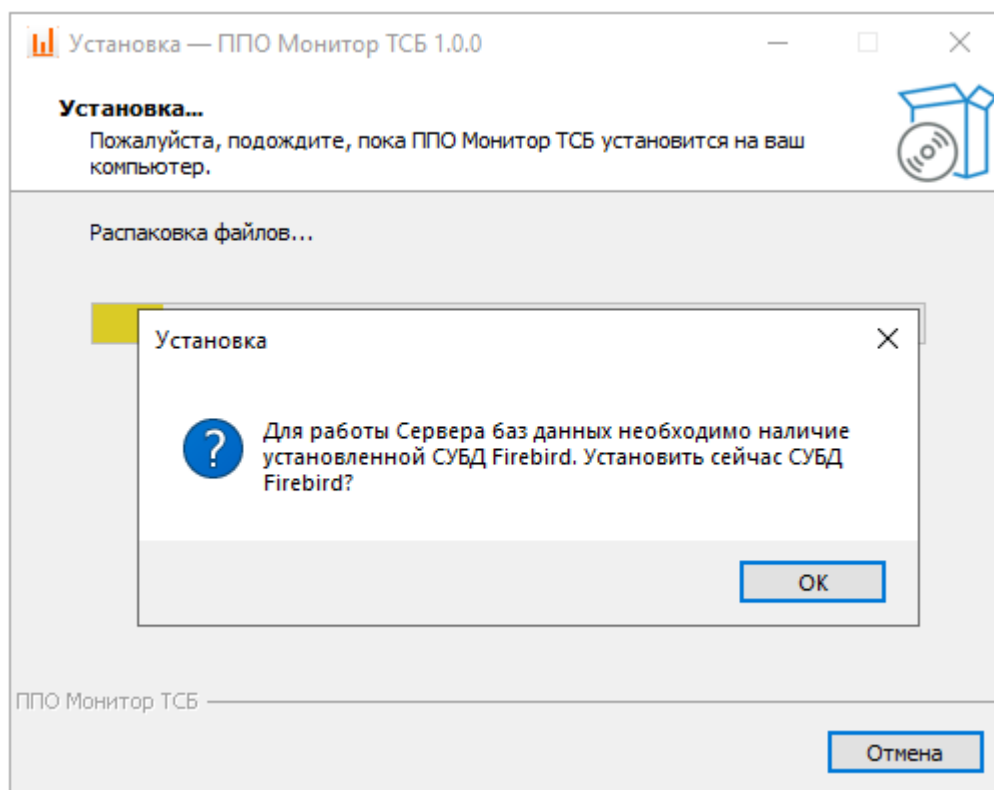 Установка — ППО Монитор ТСБ 1.0.0
Установка...
Пожалуйста, подождите, пока ППО Монитор ТСБ установится на ваш
компьютер.
Распаковка файлов...
Установка
Для работы Сервера баз данных необходимо наличие
установленной СУБД Firebird. Установить сейчас СУБД
Firebird?
ОК
ППО Монитор ТСБ
Отмена